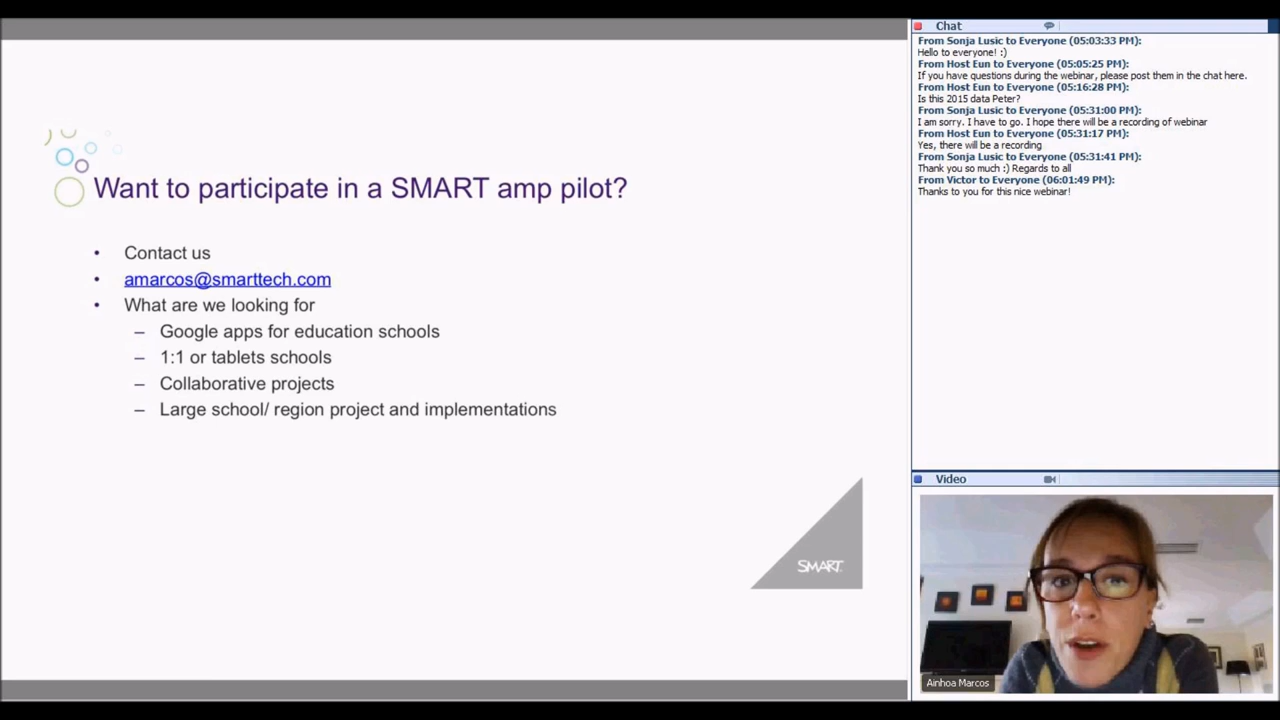 Want to participate in a SMART amp pilot?
• Contact us
• amarcos@smarttech.com
• What are we looking for
– Google apps for education schools
– 1:1 or tablets schools
– Collaborative projects
– Large school/ region project and implementations
SMART
Chat
From Sonja Lusic to Everyone (05:03:33 PM):
Hello to everyone! :)
From Host Eun to Everyone (05:05:25 PM):
If you have questions during the webinar, please post them in the chat here.
From Host Eun to Everyone (05:16:28 PM):
Is this 2015 data Peter?
From Sonja Lusic to Everyone (05:31:00 PM):
I am sorry. I have to go. I hope there will be a recording of webinar
From Host Eun to Everyone (05:31:17 PM):
Yes, there will be a recording
From Sonja Lusic to Everyone (05:31:41 PM):
Thank you so much :) Regards to all
From Victor to Everyone (06:01:49 PM):
Thanks to you for this nice webinar!
Video
Ainhoa Marcos